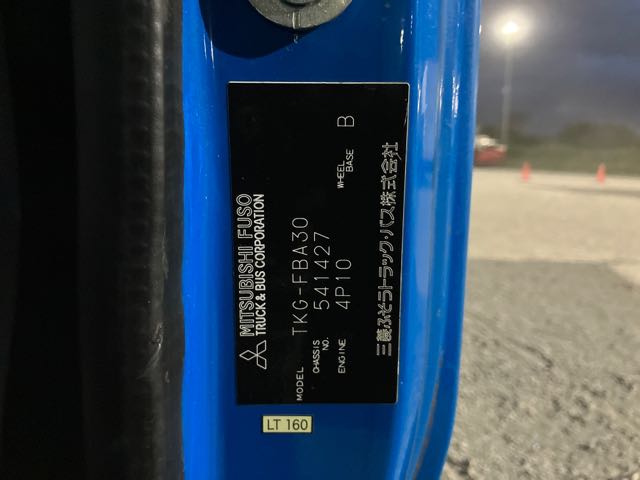 MITSUBISHI FUSO
TRUCK & BUS CORPORATION
MODEL TKG-FBA30
CHASSIS NO. 541427
ENGINE 4P10 WHEEL BASE B
三菱ふそうトラック・バス株式会社
LT 160